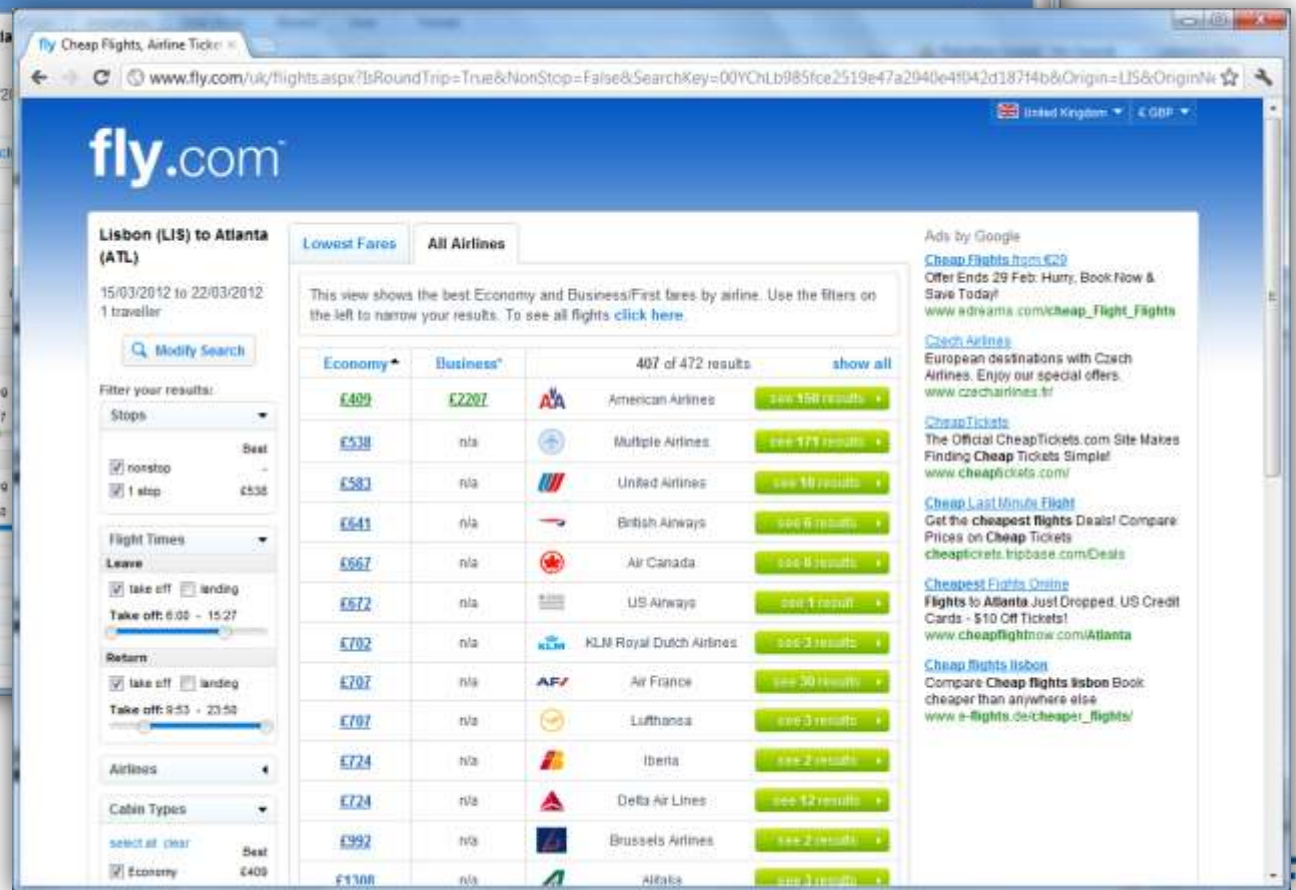 fly Cheap Flights, Airline Ticket
www.fly.com/uk/flights.aspx?IsRoundTrip=True&NonStop=False&SearchKey=00YChLb985fce2519e47a2940e4f042d187f4b&Origin=LIS&OriginNa
United Kingdom £ GBP
fly.com
Lisbon (LIS) to Atlanta
(ATL)
15/03/2012 to 22/03/2012
1 traveller
Modify Search
Filter your results:
Stops
Best
nonstop -
1 stop £538
Flight Times
Leave
take off landing
Take off: 6:00 - 15:27
Return
take off landing
Take off: 9:53 - 23:50
Airlines
Cabin Types
select all clear
Best
Economy £409
Lowest Fares All Airlines
This view shows the best Economy and Business/First fares by airline. Use the filters on
the left to narrow your results. To see all flights click here.
Economy Business* 407 of 472 results show all
£409 £2207 American Airlines see 158 results
£538 n/a Multiple Airlines see 171 results
£583 n/a United Airlines see 10 results
£641 n/a British Airways see 6 results
£667 n/a Air Canada see 6 results
£672 n/a US Airways see 1 result
£702 n/a KLM KLM Royal Dutch Airlines see 3 results
£707 n/a AF Air France see 30 results
£707 n/a Lufthansa see 3 results
£724 n/a Iberia see 2 results
£724 n/a Delta Air Lines see 12 results
£992 n/a Brussels Airlines see 2 results
£1308 n/a Alitalia see 3 results
Ads by Google
Cheap Flights from €29
Offer Ends 29 Feb: Hurry, Book Now &
Save Today!
www.edreams.com/cheap_Flight_Flights
Czech Airlines
European destinations with Czech
Airlines. Enjoy our special offers.
www.czechairlines.fr/
CheapTickets
The Official CheapTickets.com Site Makes
Finding Cheap Tickets Simple!
www.cheaptickets.com/
Cheap Last Minute Flight
Get the cheapest flights Deals! Compare
Prices on Cheap Tickets
cheaptickets.tripbase.com/Deals
Cheapest Flights Online
Flights to Atlanta Just Dropped. US Credit
Cards - $10 Off Tickets!
www.cheapflightnow.com/Atlanta
Cheap flights lisbon
Compare Cheap flights lisbon Book
cheaper than anywhere else
www.e-flights.de/cheaper_flights/